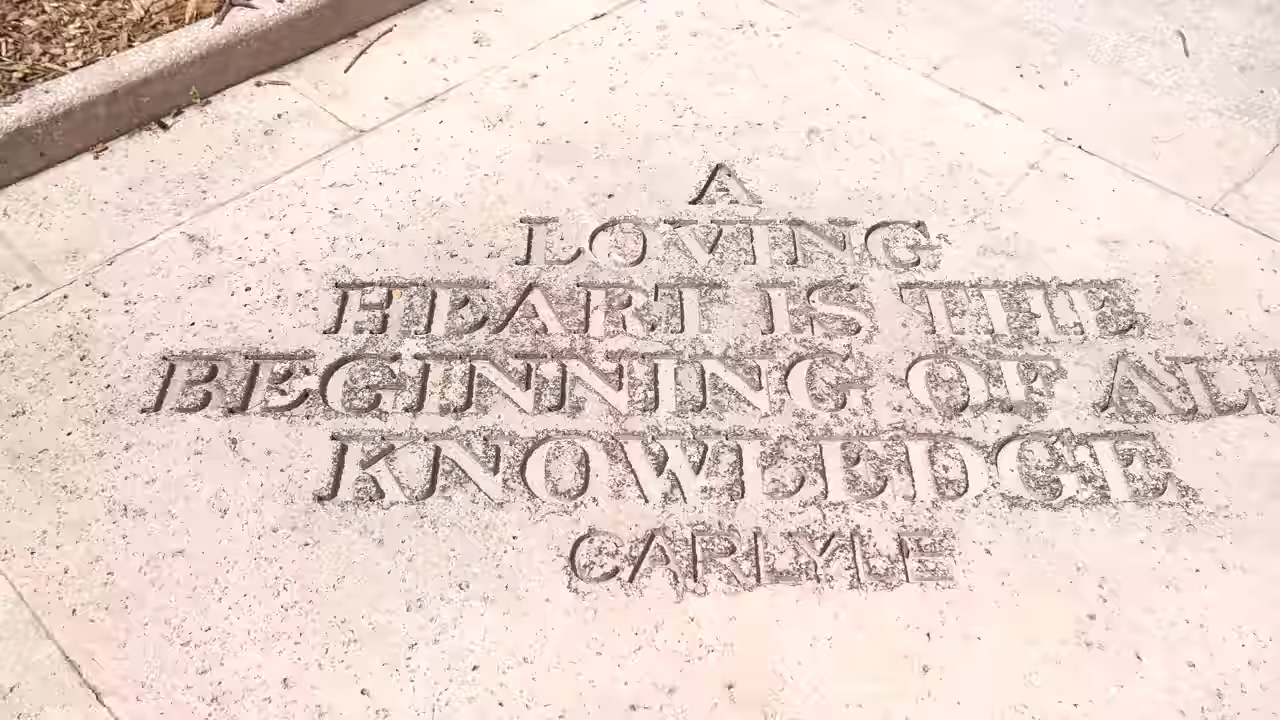 A
LOVING
HEART IS THE
BEGINNING OF ALL
KNOWLEDGE
CARLYLE